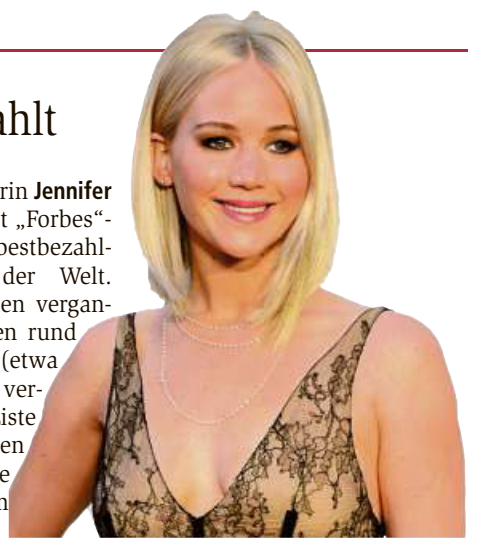 ahlt
rin Jennifer
t „Forbes“-
bestbezahl-
der Welt.
en vergan-
en rund
(etwa
ver-
iste
en
e
n